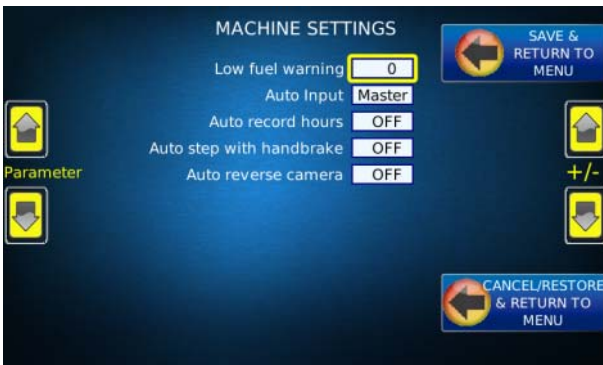 MACHINE SETTINGS
SAVE &
RETURN TO
MENU
Low fuel warning 0
Auto Input Master
Auto record hours OFF
Auto step with handbrake OFF
Parameter
+/-
Auto reverse camera OFF
CANCEL/RESTORE
& RETURN TO
MENU